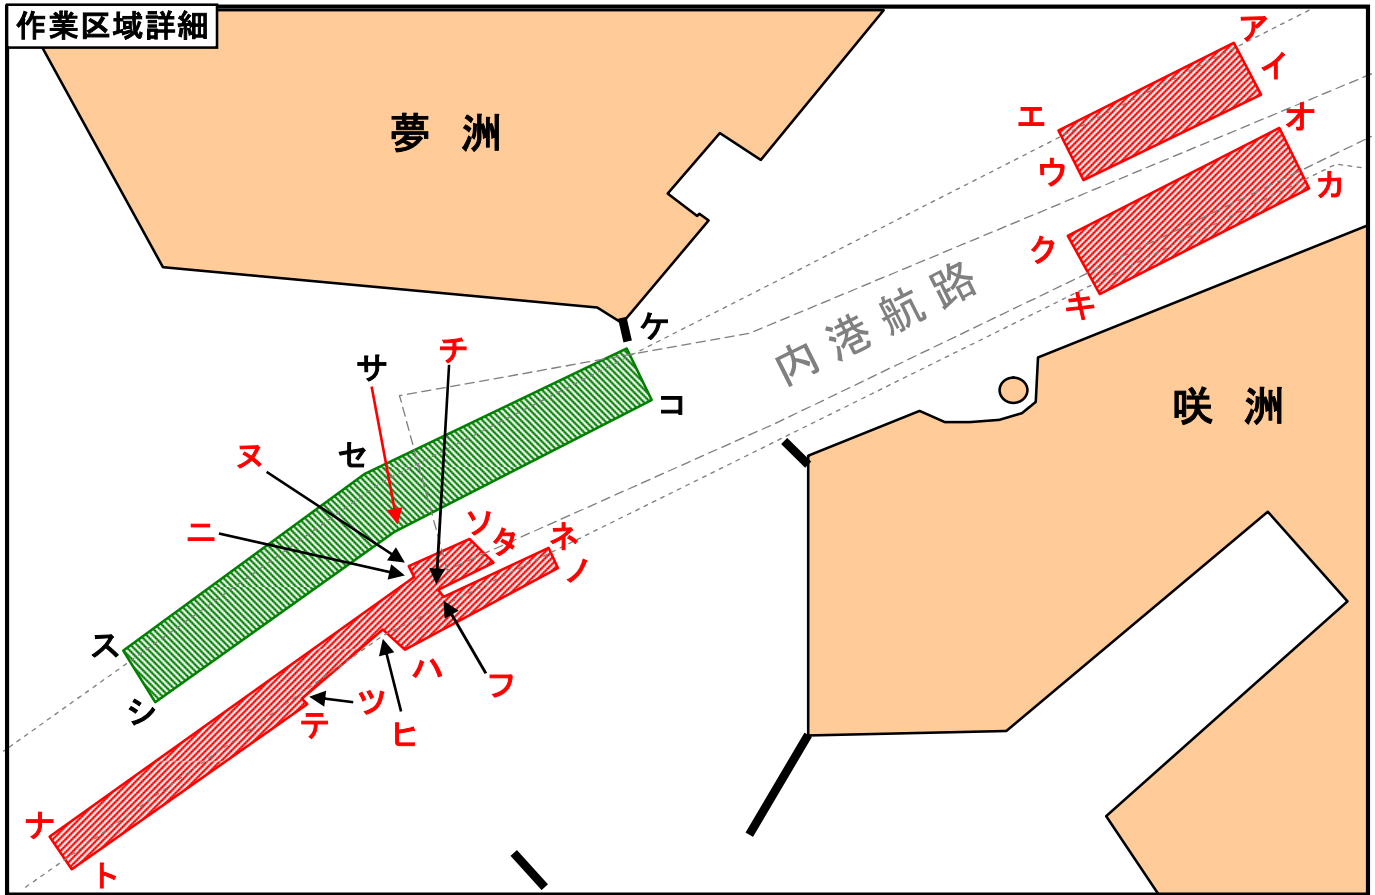 作業区域詳細
ア
イ
エ
オ
夢 洲
ウ
カ
ク
内港航路
キ
ケ
チ
サ
コ
咲 洲
セ
ヌ
ソ
タ
ネ
ニ
ノ
ス
ハ
フ
シ
ツ
テ
ヒ
ナ
ト